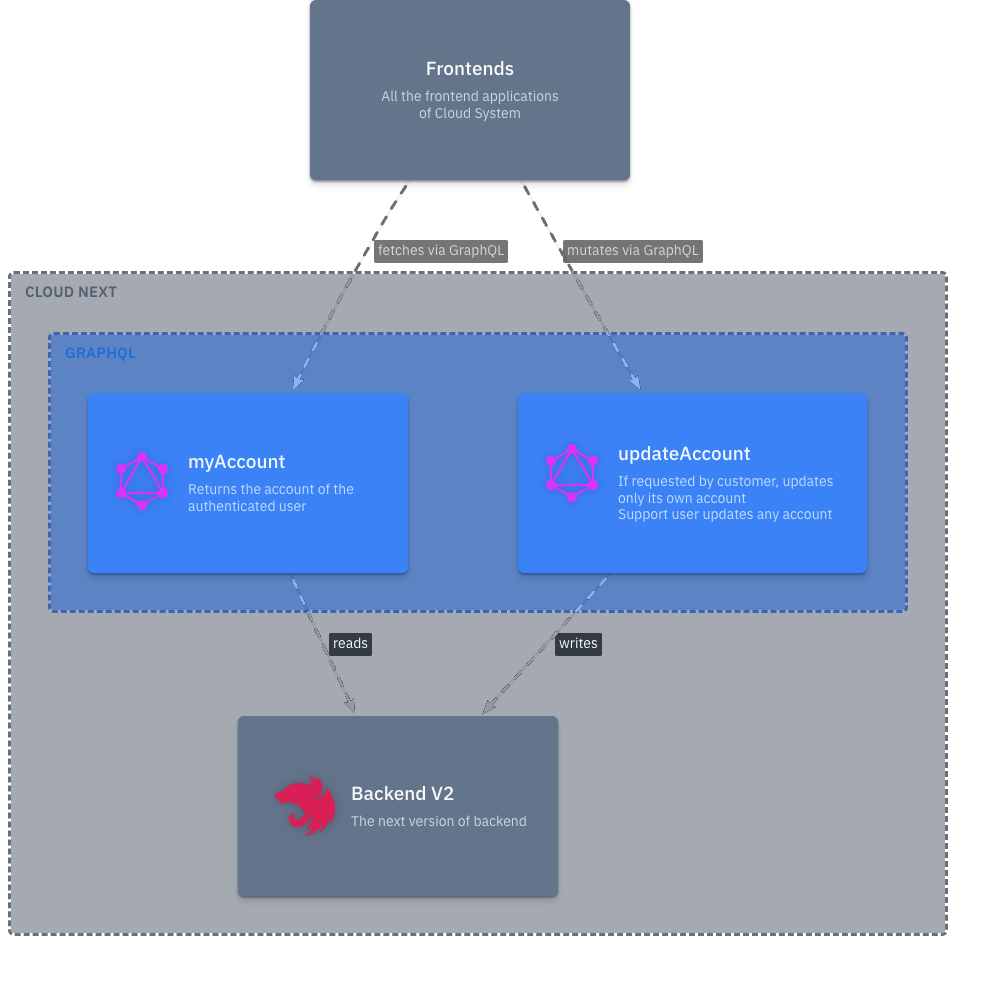 Frontends
All the frontend applications
of Cloud System
fetches via GraphQL
mutates via GraphQL
CLOUD NEXT
GRAPHQL
myAccount
Returns the account of the
authenticated user
updateAccount
If requested by customer, updates
only its own account
Support user updates any account
reads
writes
Backend V2
The next version of backend